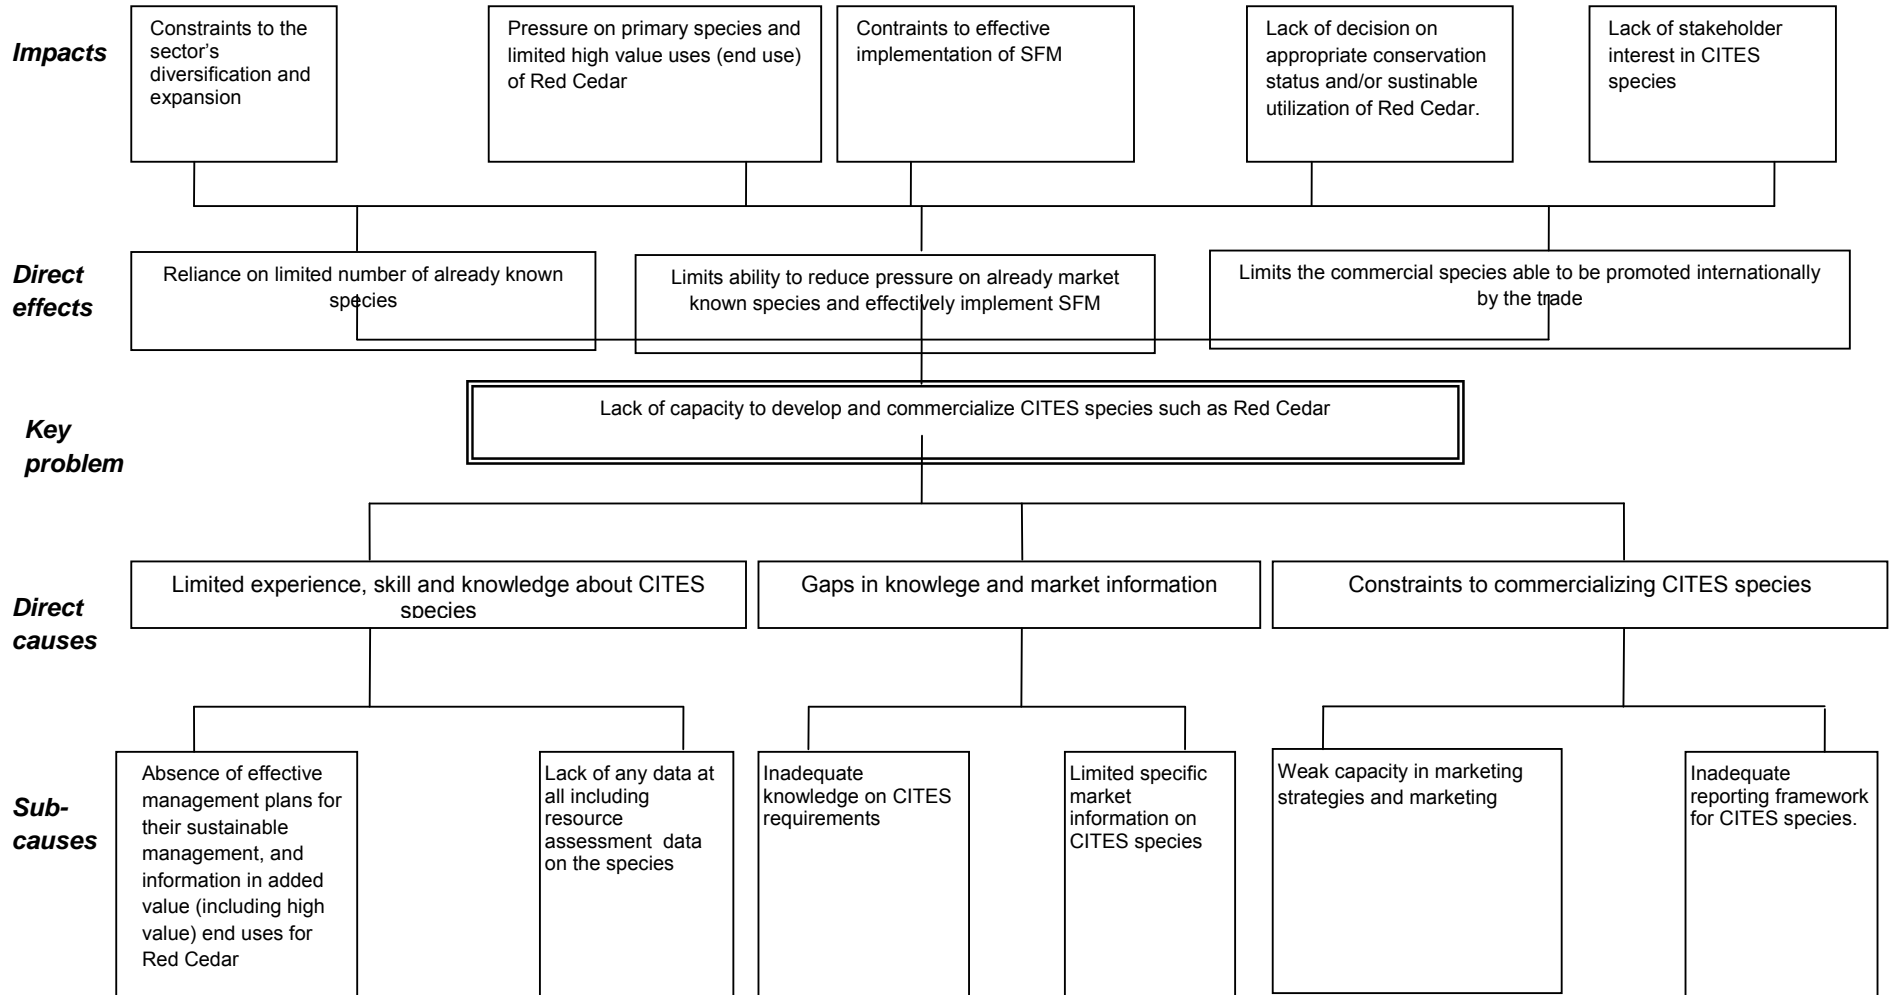 Impacts
Constraints to the
sector's
diversification and
expansion
Pressure on primary species and
limited high value uses (end use)
of Red Cedar
Contraints to effective
implementation of SFM
Lack of decision on
appropriate conservation
status and/or sustinable
utilization of Red Cedar.
Lack of stakeholder
interest in CITES
species
Direct
effects
Reliance on limited number of already known
species
Limits ability to reduce pressure on already market
known species and effectively implement SFM
Limits the commercial species able to be promoted internationally
by the trade
Key
problem
Lack of capacity to develop and commercialize CITES species such as Red Cedar
Direct
causes
Limited experience, skill and knowledge about CITES
species
Gaps in knowlege and market information
Constraints to commercializing CITES species
Sub-
causes
Absence of effective
management plans for
their sustainable
management, and
information in added
value (including high
value) end uses for
Red Cedar
Lack of any data at
all including
resource
assessment data
on the species
Inadequate
knowledge on CITES
requirements
Limited specific
market
information on
CITES species
Weak capacity in marketing
strategies and marketing
Inadequate
reporting framework
for CITES species.